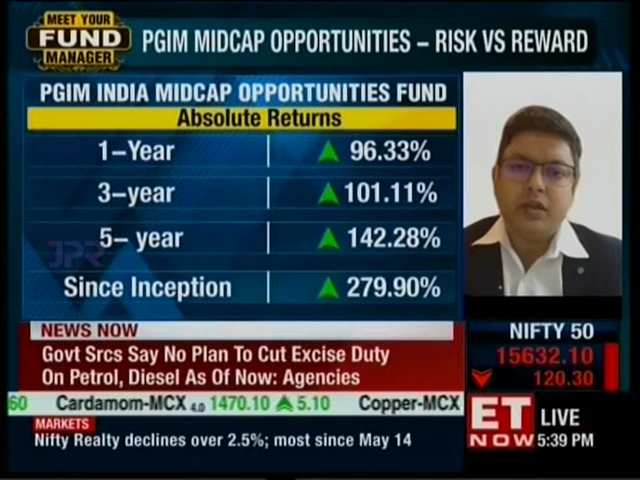 MEET YOUR
FUND
MANAGER
PGIM MIDCAP OPPORTUNITIES – RISK VS REWARD
PGIM INDIA MIDCAP OPPORTUNITIES FUND
Absolute Returns
1–Year 96.33%
3–year 101.11%
5– year 142.28%
Since Inception 279.90%
JPR
NEWS NOW
Govt Srcs Say No Plan To Cut Excise Duty
On Petrol, Diesel As Of Now: Agencies
NIFTY 50
15632.10
120.30
60 Cardamom-MCX 4.0 1470.10 5.10 Copper-MCX
MARKETS
Nifty Realty declines over 2.5%; most since May 14
ET
NOW
LIVE
5:39 PM